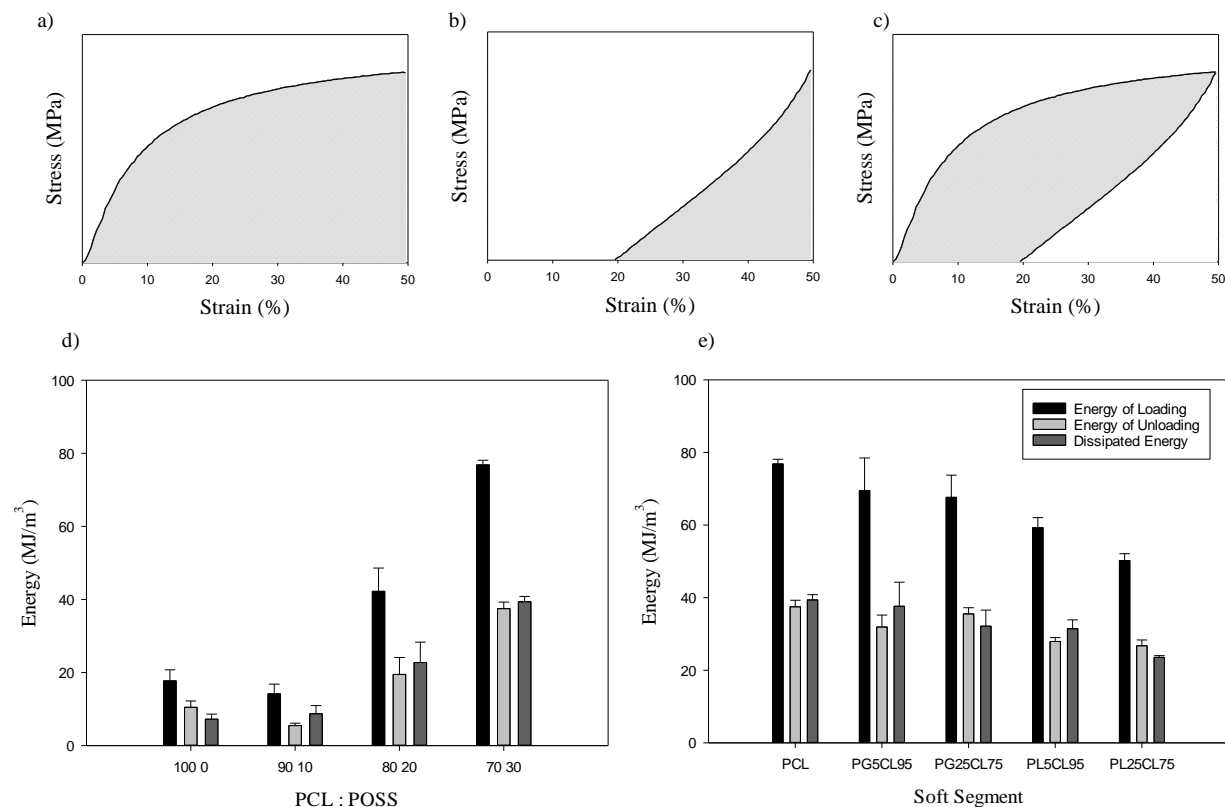 a)
Stress (MPa)
0 10 20 30 40 50
Strain (%)
b)
Stress (MPa)
0 10 20 30 40 50
Strain (%)
c)
Stress (MPa)
0 10 20 30 40 50
Strain (%)
d)
Energy (MJ/m³)
100
80
60
40
20
0
100 0 90 10 80 20 70 30
PCL : POSS
e)
Energy (MJ/m³)
100
80
60
40
20
0
Energy of Loading
Energy of Unloading
Dissipated Energy
PCL PG5CL95 PG25CL75 PL5CL95 PL25CL75
Soft Segment